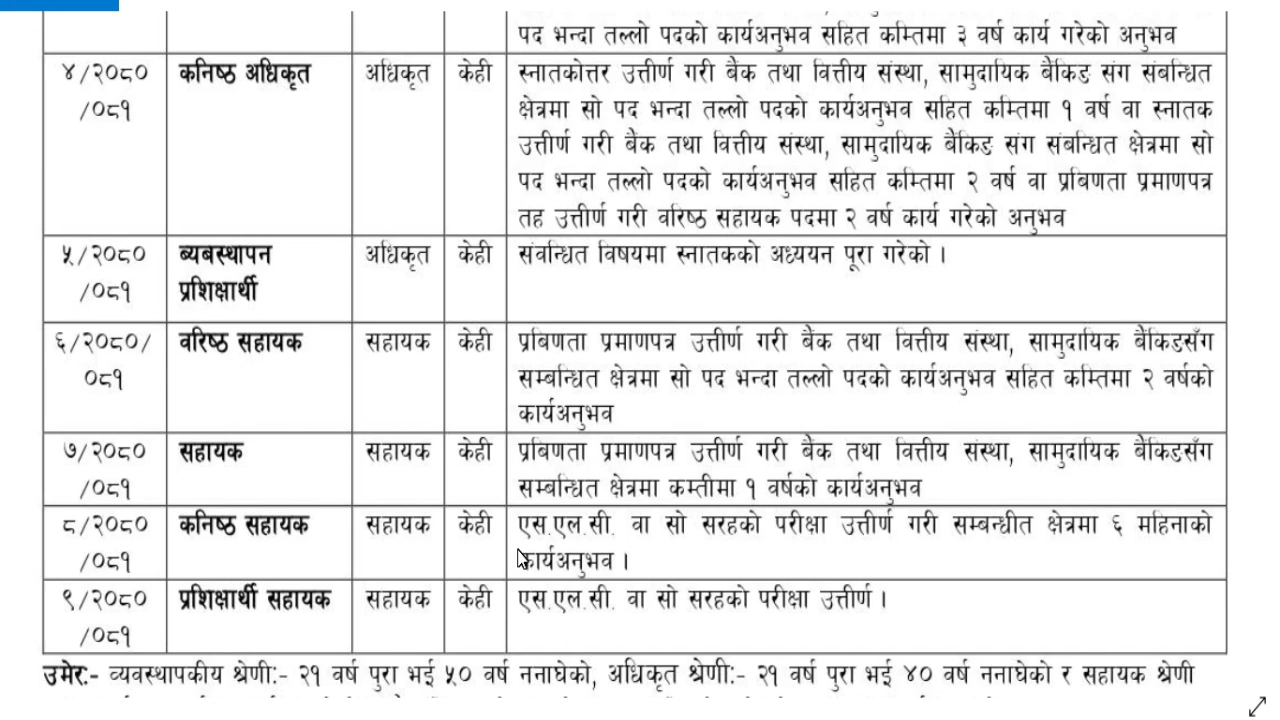 पद भन्दा तल्लो पदको कार्यअनुभव सहित कम्तिमा ३ वर्ष कार्य गरेको अनुभव
४/२०८० कनिष्ठ अधिकृत अधिकृत केही स्नातकोत्तर उत्तीर्ण गरी बैंक तथा वित्तीय संस्था, सामुदायिक बैंकिङ संग संबन्धित
/०८१ क्षेत्रमा सो पद भन्दा तल्लो पदको कार्यअनुभव सहित कम्तिमा १ वर्ष वा स्नातक
उत्तीर्ण गरी बैंक तथा वित्तीय संस्था, सामुदायिक बैंकिङ संग संबन्धित क्षेत्रमा सो
पद भन्दा तल्लो पदको कार्यअनुभव सहित कम्तिमा २ वर्ष वा प्रबिणता प्रमाणपत्र
तह उत्तीर्ण गरी वरिष्ठ सहायक पदमा २ वर्ष कार्य गरेको अनुभव
५/२०८० ब्यबस्थापन अधिकृत केही संवन्धित विषयमा स्नातकको अध्ययन पूरा गरेको ।
/०८१ प्रशिक्षार्थी
६/२०८०/ वरिष्ठ सहायक सहायक केही प्रबिणता प्रमाणपत्र उत्तीर्ण गरी बैंक तथा वित्तीय संस्था, सामुदायिक बैंकिङसँग
०८१ सम्बन्धित क्षेत्रमा सो पद भन्दा तल्लो पदको कार्यअनुभव सहित कम्तिमा २ वर्षको
कार्यअनुभव
७/२०८० सहायक सहायक केही प्रबिणता प्रमाणपत्र उत्तीर्ण गरी बैंक तथा वित्तीय संस्था, सामुदायिक बैंकिङसँग
/०८१ सम्बन्धित क्षेत्रमा कम्तीमा १ वर्षको कार्यअनुभव
८/२०८० कनिष्ठ सहायक सहायक केही एस.एल.सी. वा सो सरहको परीक्षा उत्तीर्ण गरी सम्बन्धीत क्षेत्रमा ६ महिनाको
/०८१ कार्यअनुभव ।
९/२०८० प्रशिक्षार्थी सहायक सहायक केही एस.एल.सी. वा सो सरहको परीक्षा उत्तीर्ण ।
/०८१
उमेरः- व्यवस्थापकीय श्रेणीः- २१ वर्ष पुरा भई ५० वर्ष ननाघेको, अधिकृत श्रेणीः- २१ वर्ष पुरा भई ४० वर्ष ननाघेको र सहायक श्रेणी